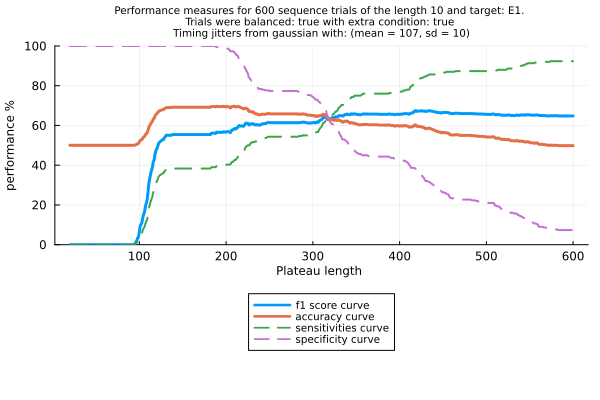 Performance measures for 600 sequence trials of the length 10 and target: E1.
Trials were balanced: true with extra condition: true
Timing jitters from gaussian with: (mean = 107, sd = 10)
100
80
60
40
20
0
performance %
100
200
300
400
500
600
Plateau length
f1 score curve
accuracy curve
sensitivities curve
specificity curve